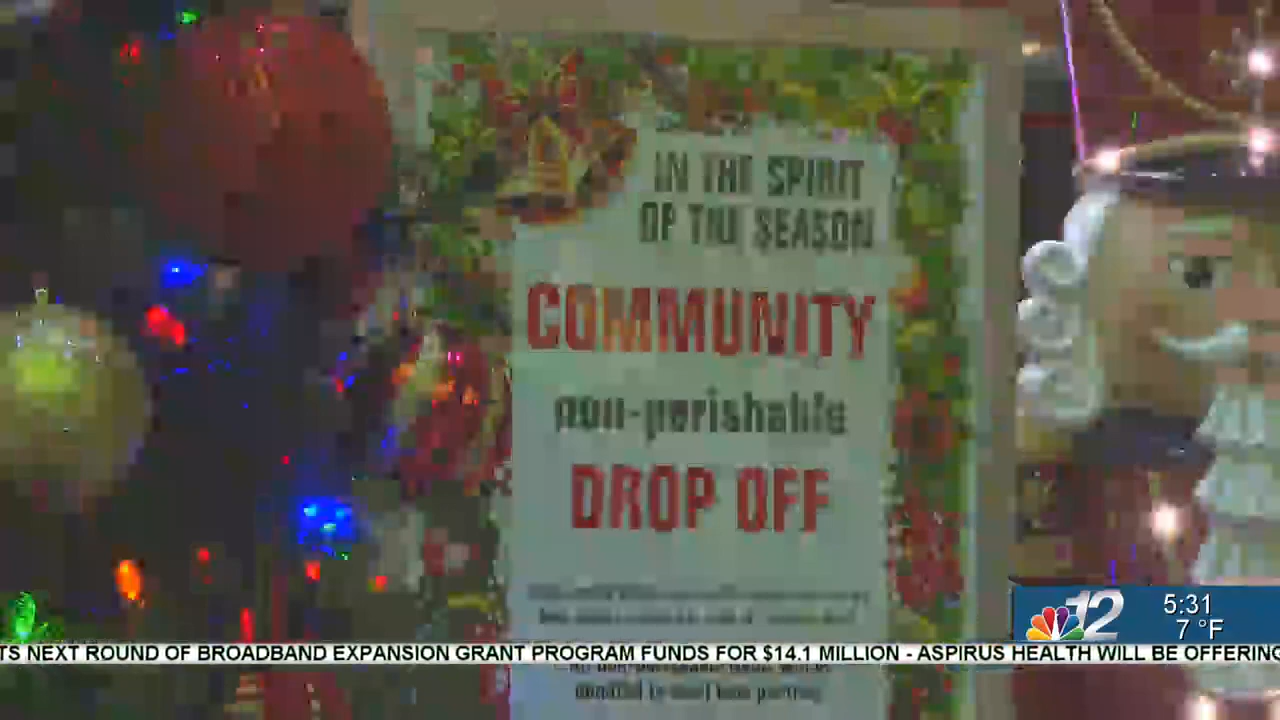 IN THE SPIRIT
OF THE SEASON
COMMUNITY
non-perishable
DROP OFF
12
5:31
7 °F
TS NEXT ROUND OF BROADBAND EXPANSION GRANT PROGRAM FUNDS FOR $14.1 MILLION - ASPIRUS HEALTH WILL BE OFFERING